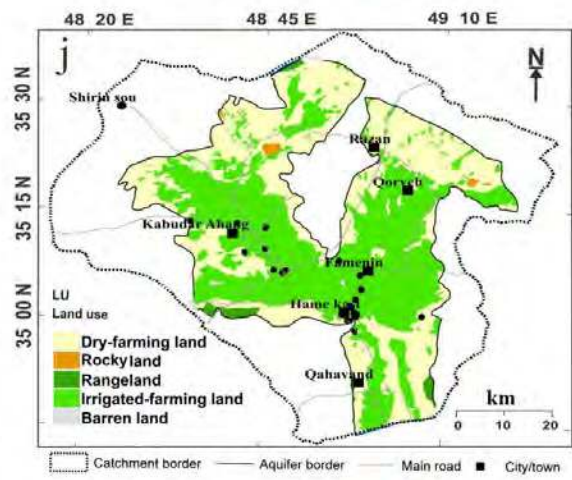 48 20 E 48 45 E 49 10 E
j
N
35 30 N
Shirin sou
Razan
Qorveh
35 15 N
Kabudar Ahang
Famenin
35 00 N
LU
Hame kasi
Land use
Dry-farming land
Rockyland
Qahavand
Rangeland
km
Irrigated-farming land
Barren land
0 10 20
Catchment border Aquifer border Main road City/town